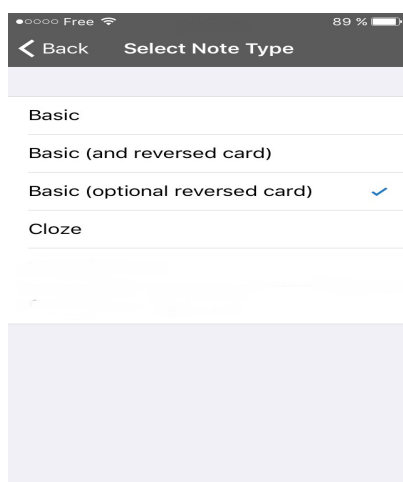 Free 89 %
Back Select Note Type
Basic
Basic (and reversed card)
Basic (optional reversed card)
Cloze